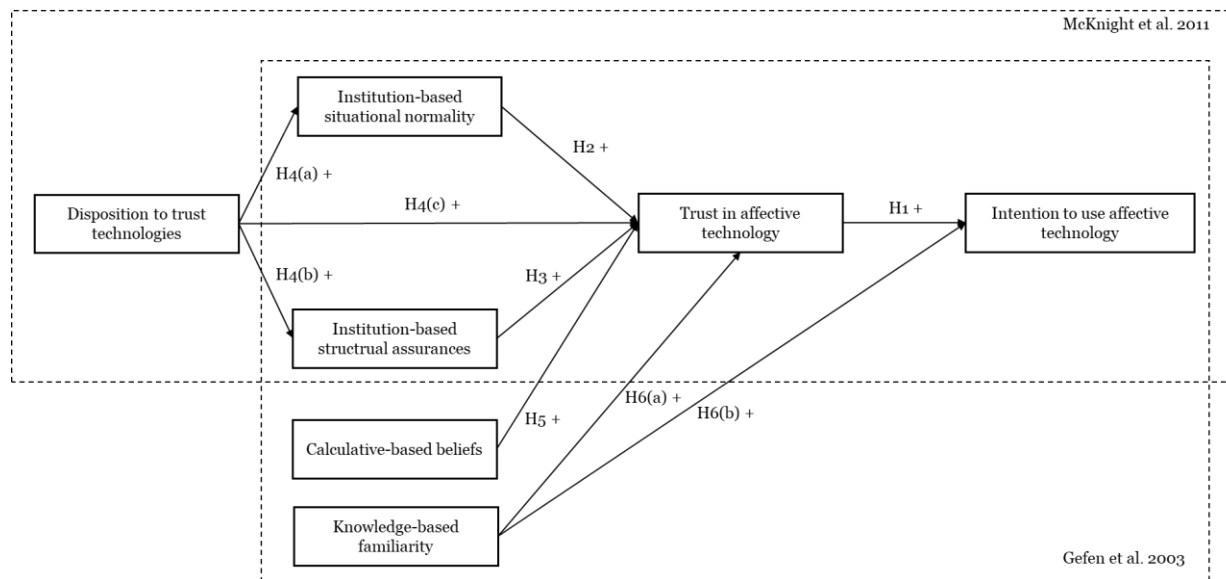 McKnight et al. 2011
Institution-based
situational normality
H2 +
H4(a) +
H4(c) +
Disposition to trust
technologies
Trust in affective
technology
H1 +
Intention to use affective
technology
H4(b) +
H3 +
Institution-based
structrual assurances
H5 +
H6(a) +
H6(b) +
Calculative-based beliefs
Knowledge-based
familiarity
Gefen et al. 2003